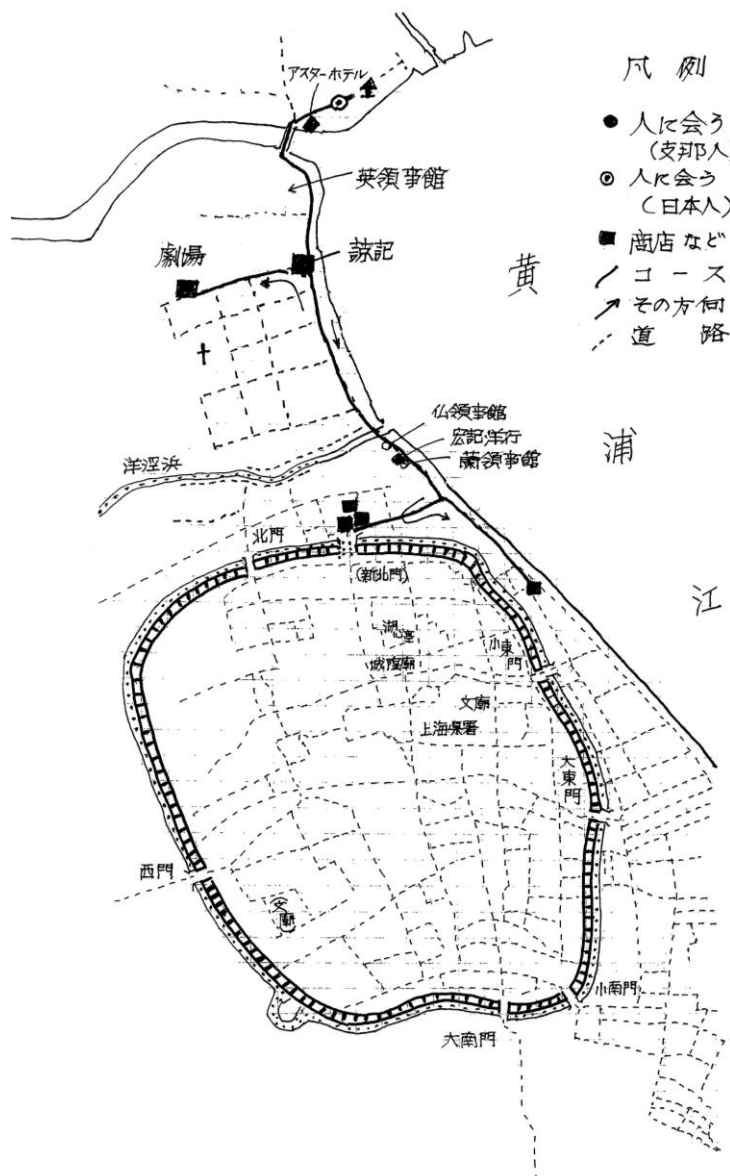 凡例
人に会う
(支那人
人に会う
(日本人)
商店など
コース
その方向
道路
アスターホテル
英領事館
劇場
諒記
黄
浦
江
仏領事館
宏記洋行
蘭領事館
洋涇浜
北門
(新北門)
湖心亭
城隍廟
小東門
文廟
上海県署
大東門
西門
文廟
小南門
大南門